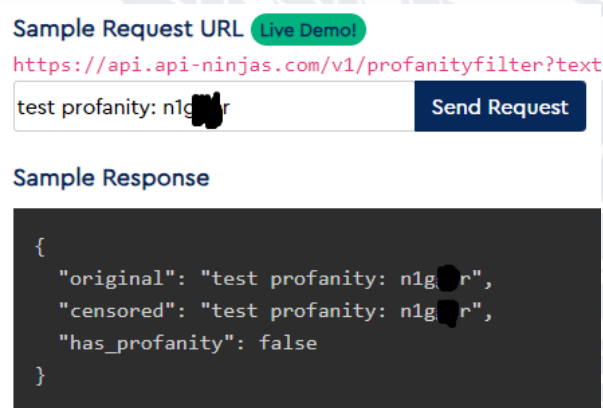 Sample Request URL Live Demo!
https://api.api-ninjas.com/v1/profanityfilter?text
test profanity:
Send Request
Sample Response
{
"original": "test profanity:
"censored": "test profanity:
"has_profanity": false
}